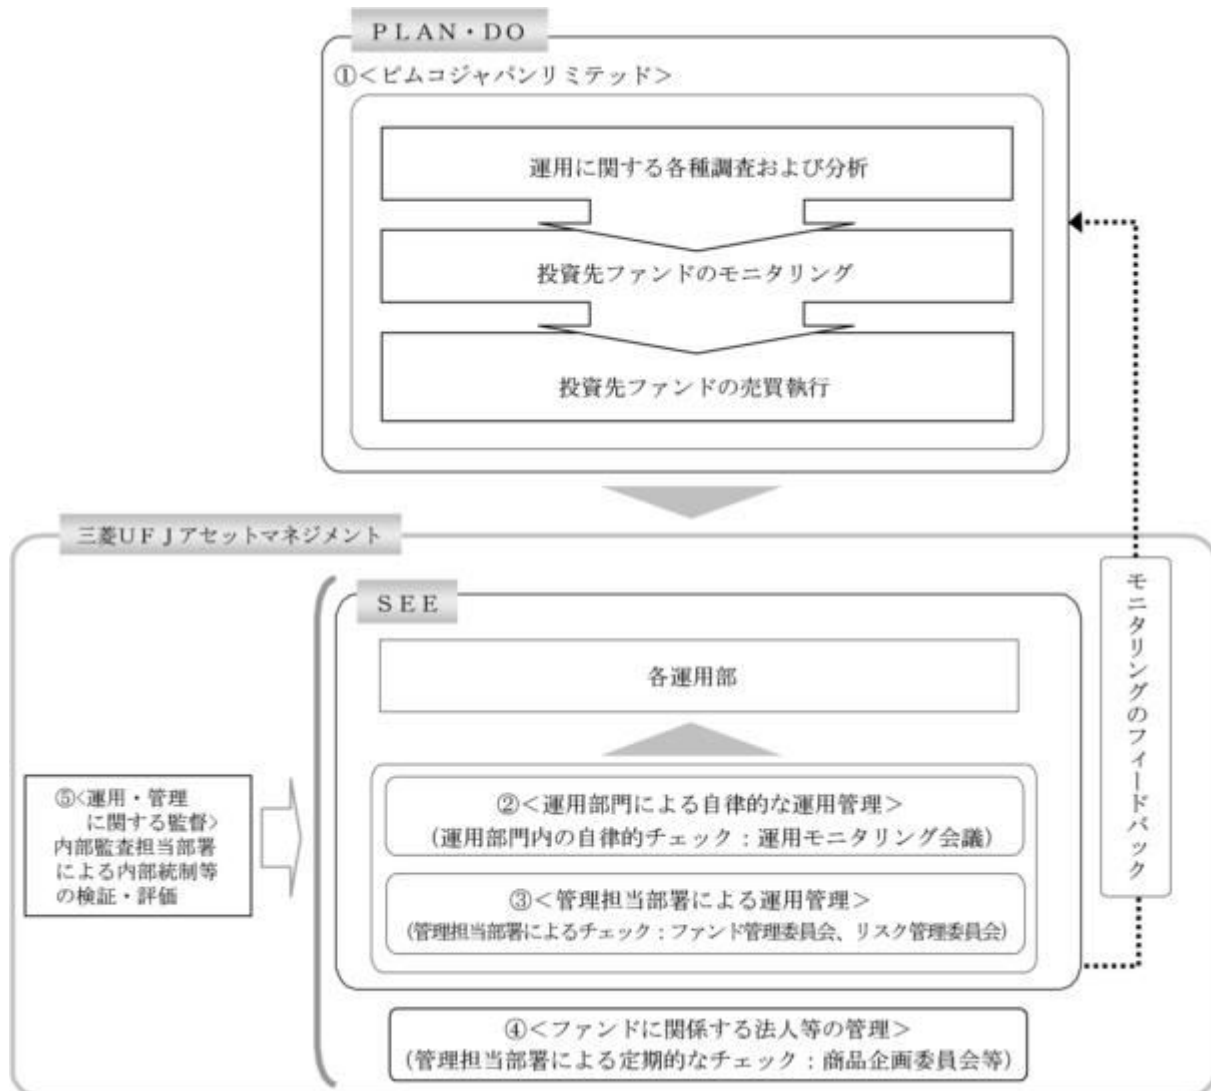 ＰＬＡＮ・ＤＯ
①＜ピムコジャパンリミテッド＞
運用に関する各種調査および分析
投資先ファンドのモニタリング
投資先ファンドの売買執行
三菱ＵＦＪアセットマネジメント
ＳＥＥ
各運用部
②＜運用部門による自律的な運用管理＞
（運用部門内の自律的チェック：運用モニタリング会議）
③＜管理担当部署による運用管理＞
（管理担当部署によるチェック：ファンド管理委員会、リスク管理委員会）
④＜ファンドに関係する法人等の管理＞
（管理担当部署による定期的なチェック：商品企画委員会等）
⑤＜運用・管理
に関する監督＞
内部監査担当部署
による内部統制等
の検証・評価
モニタリングのフィードバック